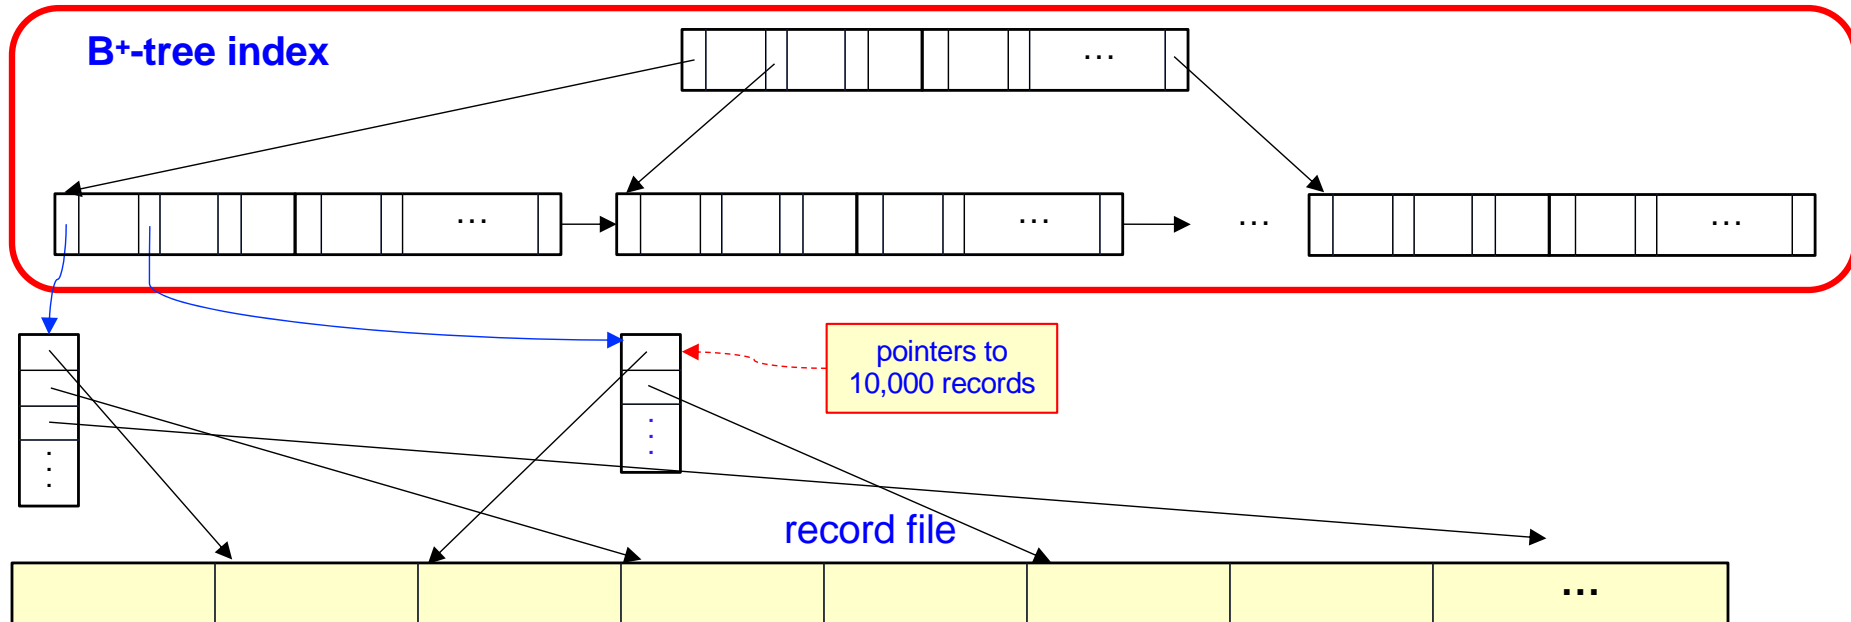 B+-tree index
...
...
...
...
...
pointers to
10,000 records
record file
...